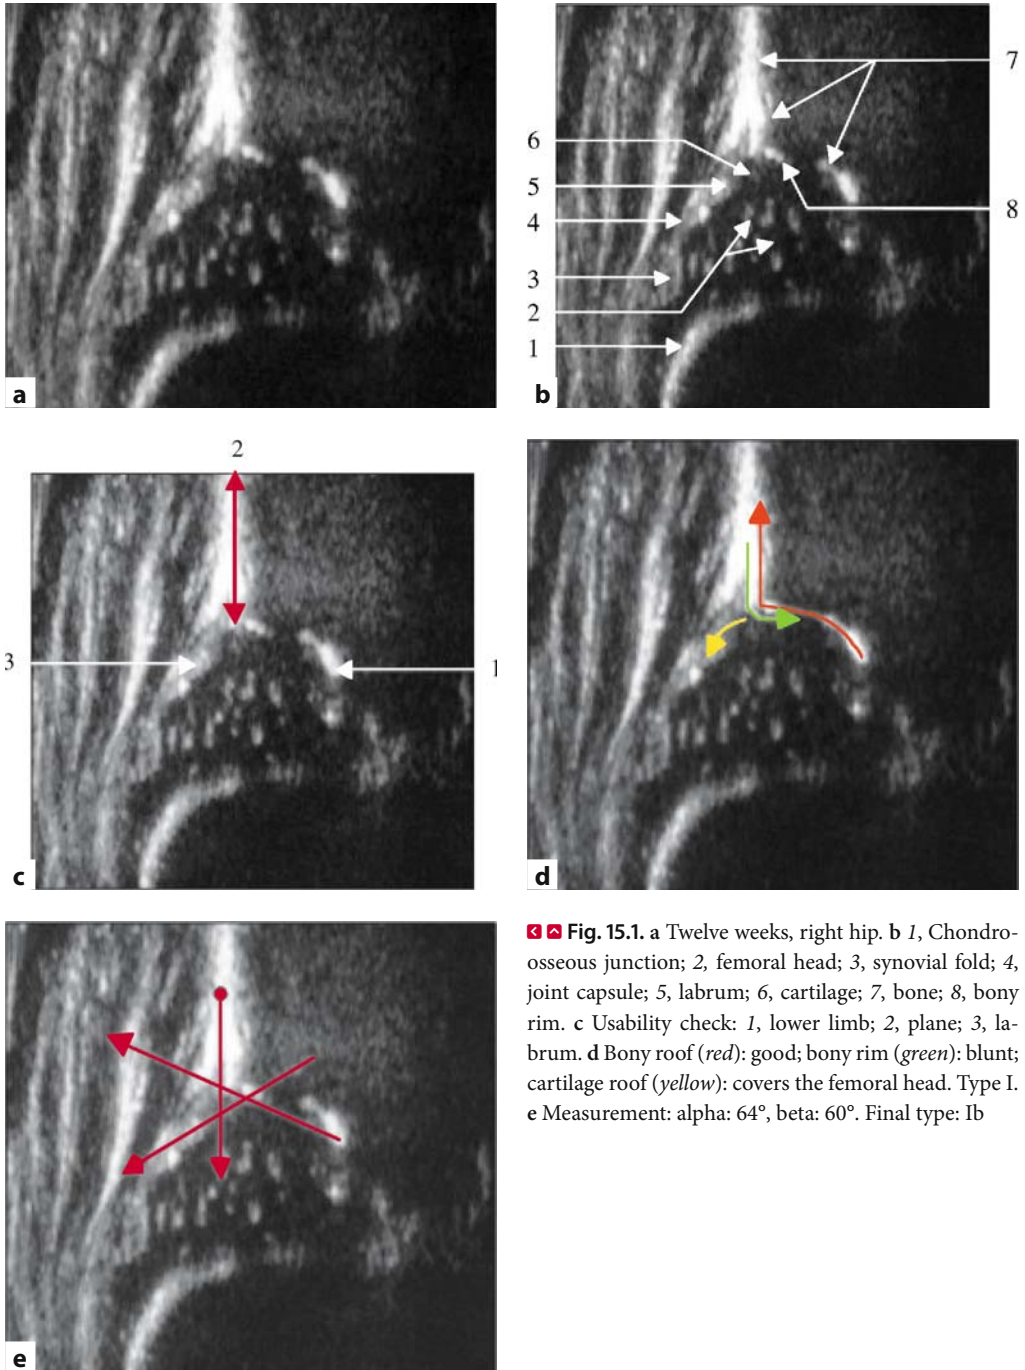 a
b
7
6
5
4
3
2
1
8
2
3
1
c
d
e
Fig. 15.1. a Twelve weeks, right hip. b 1, Chondro-
osseous junction; 2, femoral head; 3, synovial fold; 4,
joint capsule; 5, labrum; 6, cartilage; 7, bone; 8, bony
rim. c Usability check: 1, lower limb; 2, plane; 3, la-
brum. d Bony roof (red): good; bony rim (green): blunt;
cartilage roof (yellow): covers the femoral head. Type I.
e Measurement: alpha: 64°, beta: 60°. Final type: Ib